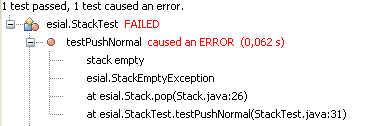 1 test passed, 1 test caused an error.
esial.StackTest FAILED
testPushNormal caused an ERROR (0,062 s)
stack empty
esial.StackEmptyException
at esial.Stack.pop(Stack.java:26)
at esial.StackTest.testPushNormal(StackTest.java:31)